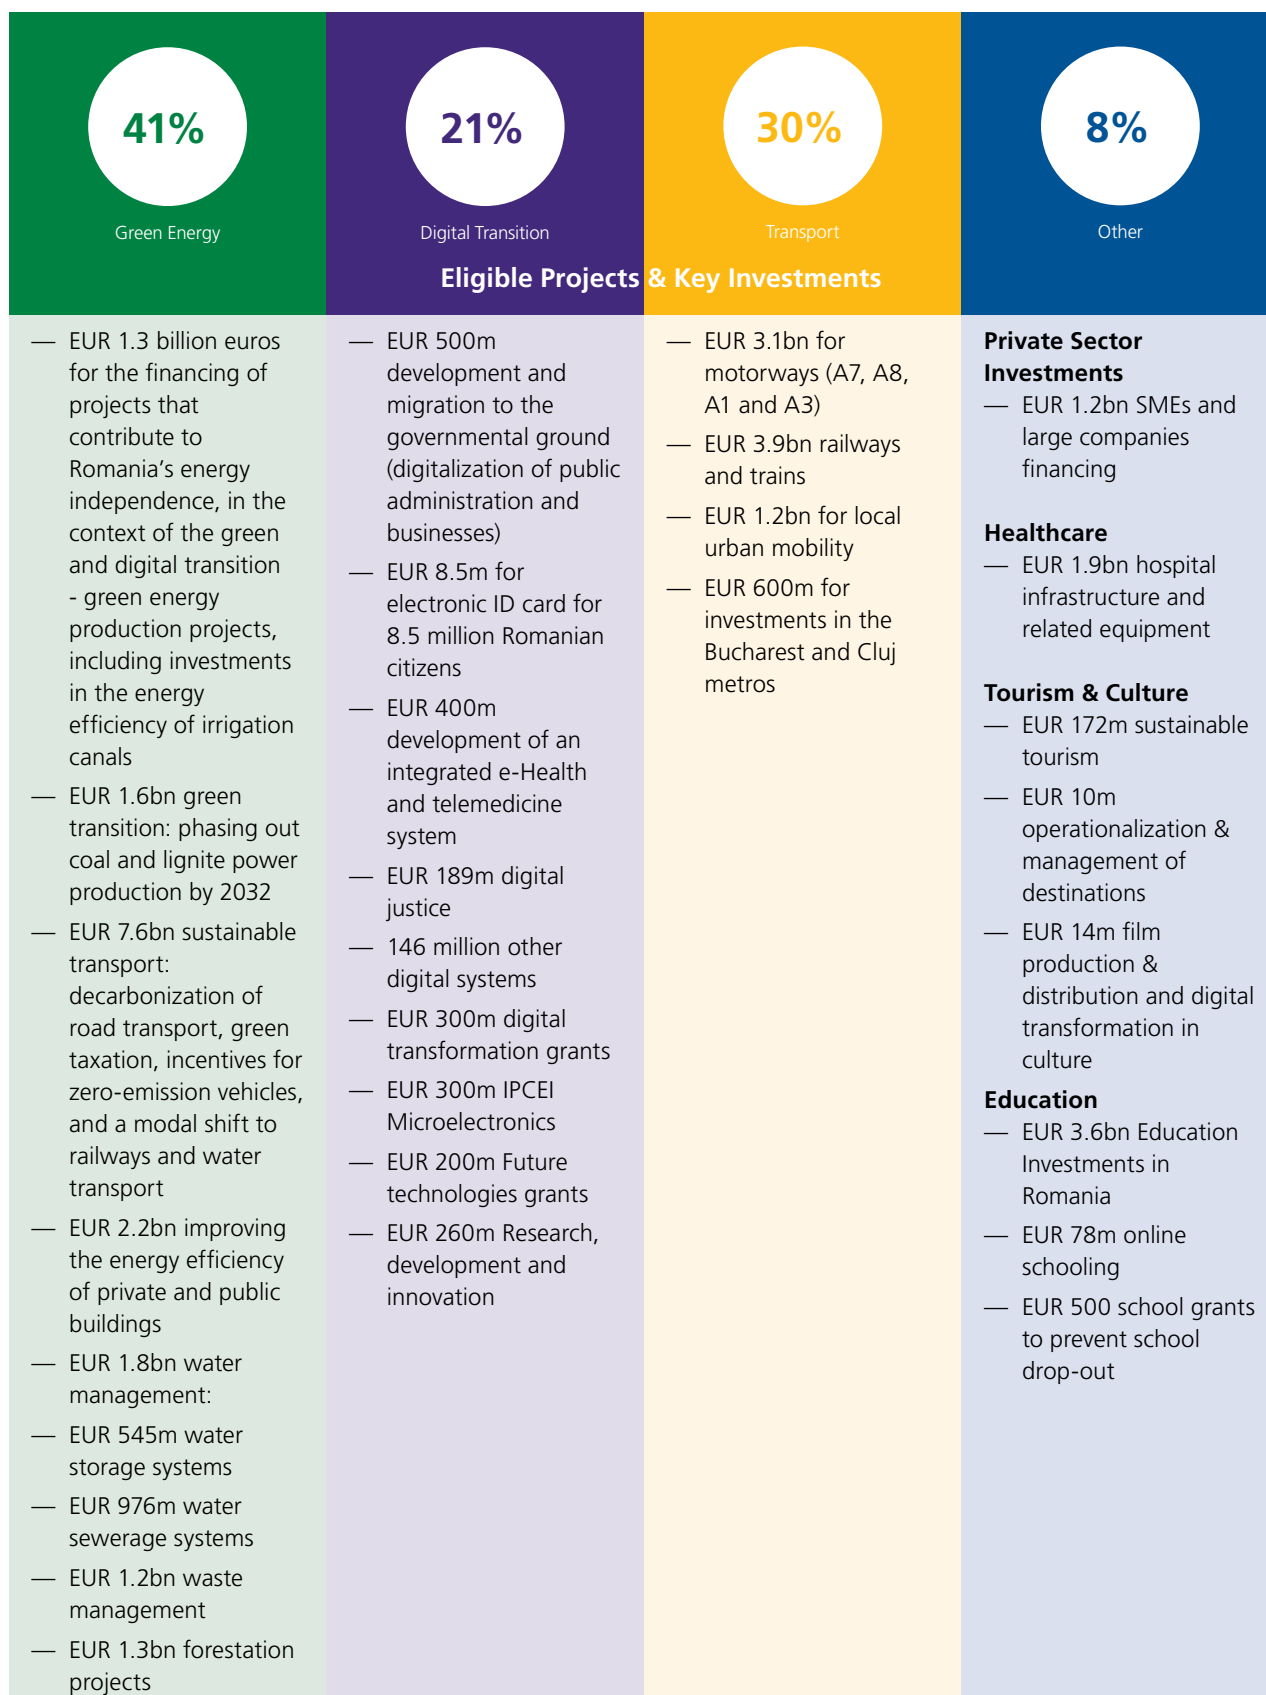 41%
Green Energy
21%
Digital Transition
30%
Transport
8%
Other
Eligible Projects & Key Investments
— EUR 1.3 billion euros
for the financing of
projects that
contribute to
Romania’s energy
independence, in the
context of the green
and digital transition
- green energy
production projects,
including investments
in the energy
efficiency of irrigation
canals
— EUR 1.6bn green
transition: phasing out
coal and lignite power
production by 2032
— EUR 7.6bn sustainable
transport:
decarbonization of
road transport, green
taxation, incentives for
zero-emission vehicles,
and a modal shift to
railways and water
transport
— EUR 2.2bn improving
the energy efficiency
of private and public
buildings
— EUR 1.8bn water
management:
— EUR 545m water
storage systems
— EUR 976m water
sewerage systems
— EUR 1.2bn waste
management
— EUR 1.3bn forestation
projects
— EUR 500m
development and
migration to the
governmental ground
(digitalization of public
administration and
businesses)
— EUR 8.5m for
electronic ID card for
8.5 million Romanian
citizens
— EUR 400m
development of an
integrated e-Health
and telemedicine
system
— EUR 189m digital
justice
— 146 million other
digital systems
— EUR 300m digital
transformation grants
— EUR 300m IPCEI
Microelectronics
— EUR 200m Future
technologies grants
— EUR 260m Research,
development and
innovation
— EUR 3.1bn for
motorways (A7, A8,
A1 and A3)
— EUR 3.9bn railways
and trains
— EUR 1.2bn for local
urban mobility
— EUR 600m for
investments in the
Bucharest and Cluj
metros
Private Sector
Investments
— EUR 1.2bn SMEs and
large companies
financing
Healthcare
— EUR 1.9bn hospital
infrastructure and
related equipment
Tourism & Culture
— EUR 172m sustainable
tourism
— EUR 10m
operationalization &
management of
destinations
— EUR 14m film
production &
distribution and digital
transformation in
culture
Education
— EUR 3.6bn Education
Investments in
Romania
— EUR 78m online
schooling
— EUR 500 school grants
to prevent school
drop-out